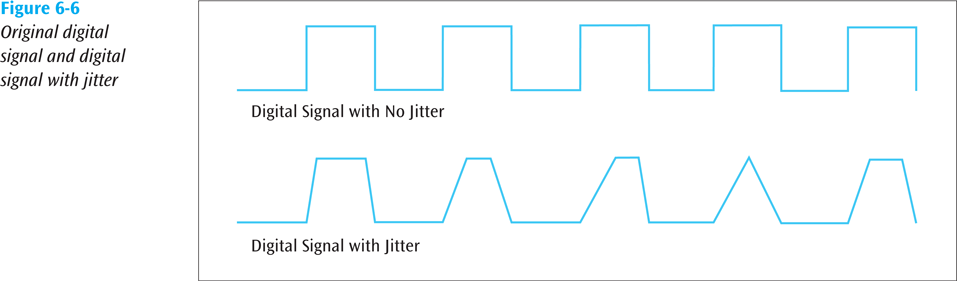 Figure 6-6
Original digital
signal and digital
signal with jitter
Digital Signal with No Jitter
Digital Signal with Jitter